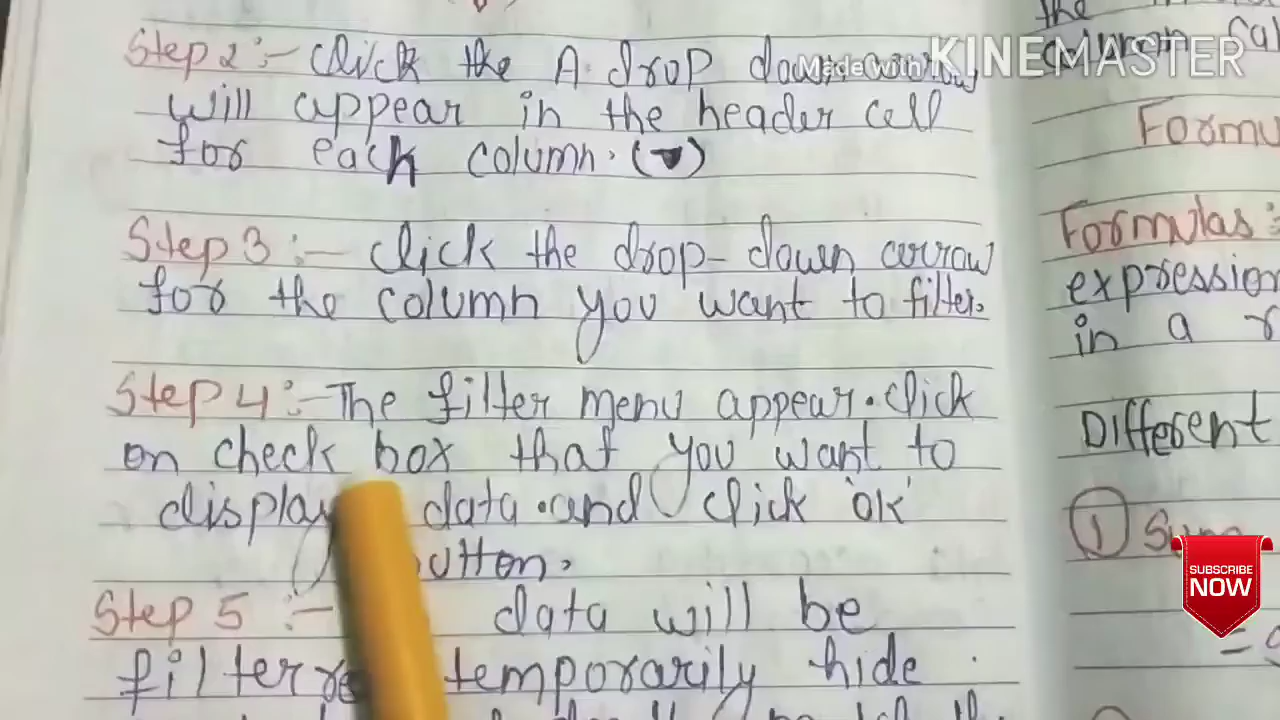 Step 2 :- Click the A drop down arrow
will appear in the header cell
for each column. (▼)
Step 3 :- Click the drop-down arrow
for the column you want to filter.
Step 4 :- The filter menu appear. Click
on check box that you want to
display data. and click 'ok'
button.
Step 5 :- data will be
filter temporarily hide
the
column
Formulas :
expression
in a
Different
① Sum
=
Made with KINEMASTER
SUBSCRIBE
NOW